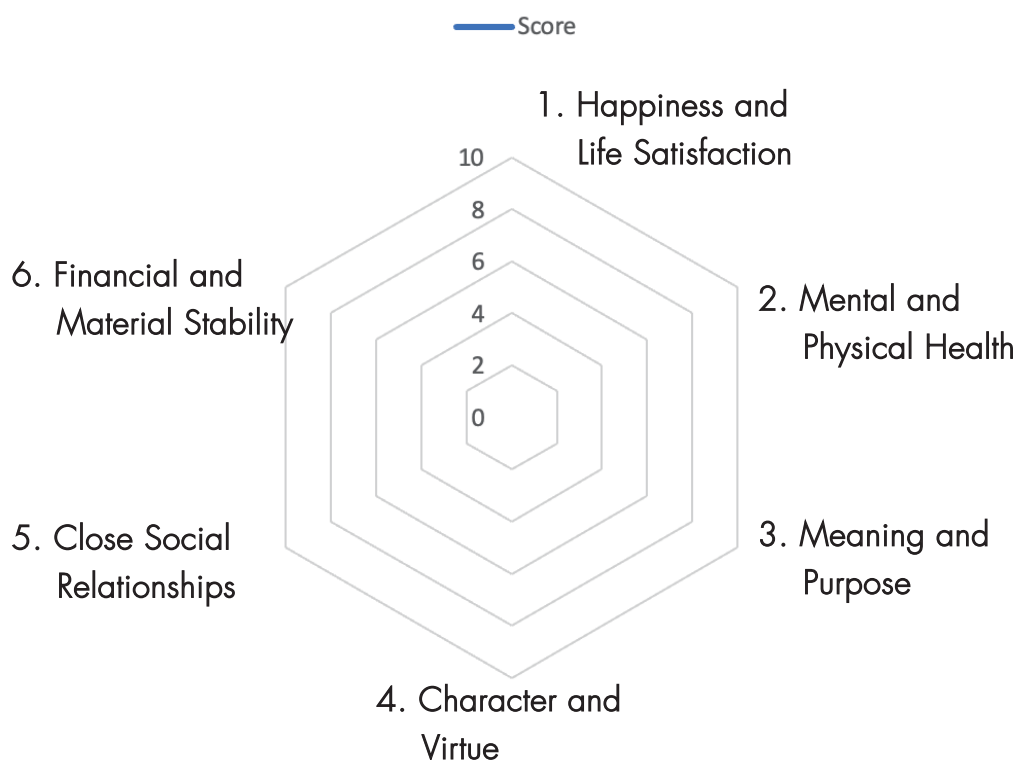 Score
1. Happiness and
Life Satisfaction
10
8
6
4
2
0
6. Financial and
Material Stability
2. Mental and
Physical Health
5. Close Social
Relationships
3. Meaning and
Purpose
4. Character and
Virtue